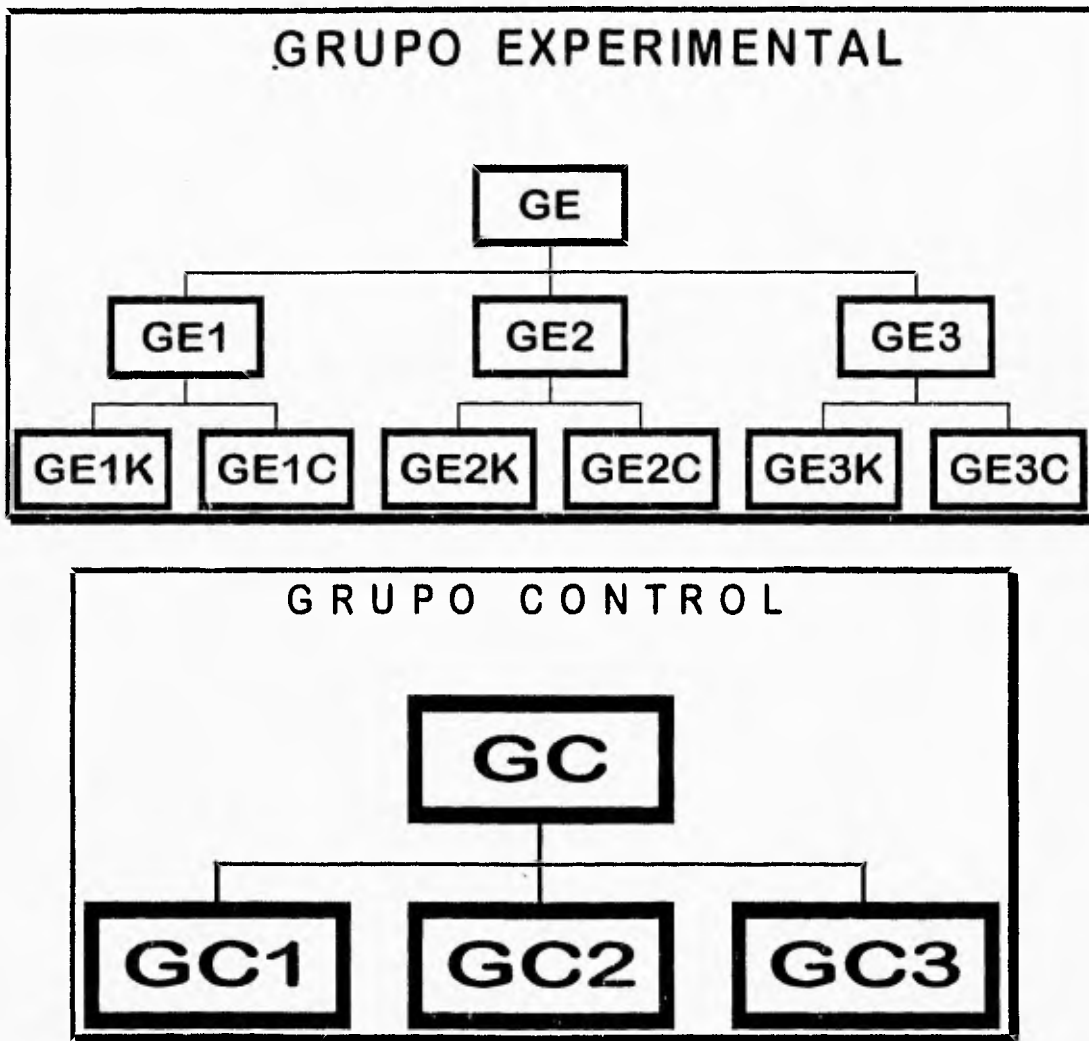 GRUPO EXPERIMENTAL
GE
GE1 GE2 GE3
GE1K GE1C GE2K GE2C GE3K GE3C
GRUPO CONTROL
GC
GC1 GC2 GC3